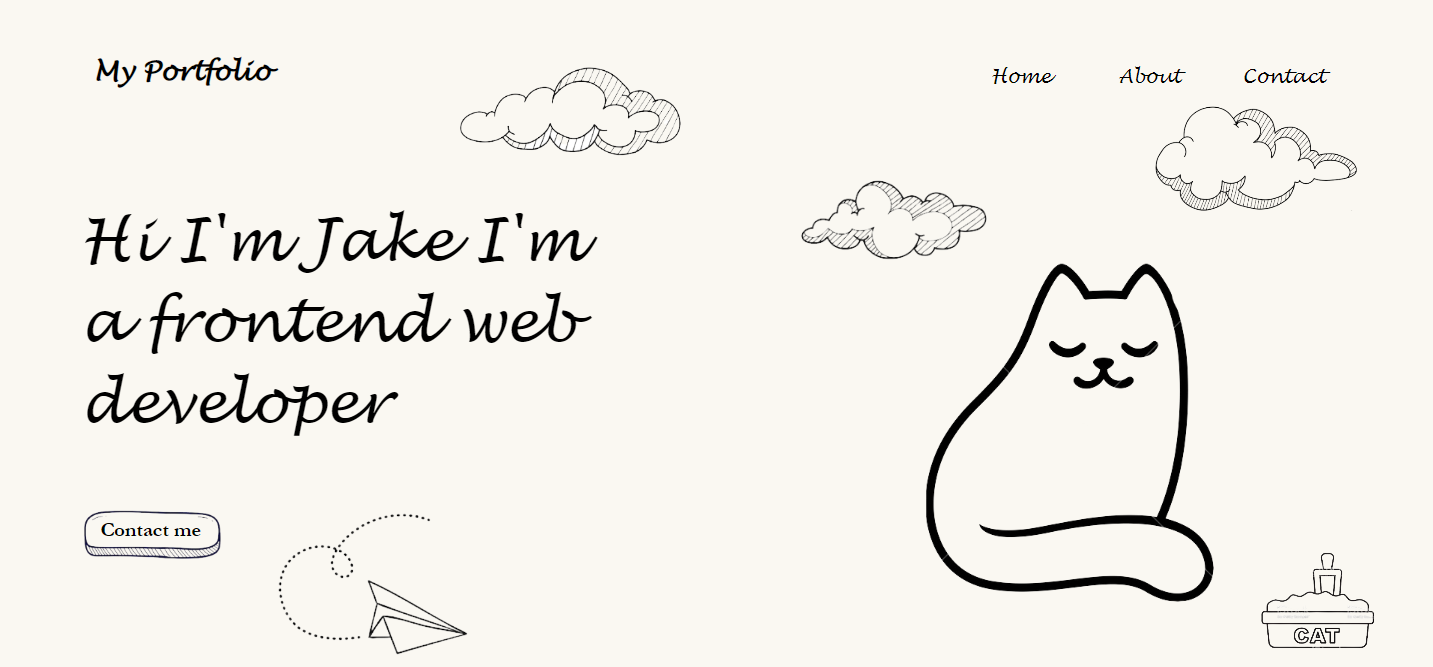 My Portfolio
Home About Contact
Hi I'm Jake I'm
a frontend web
developer
Contact me
CAT